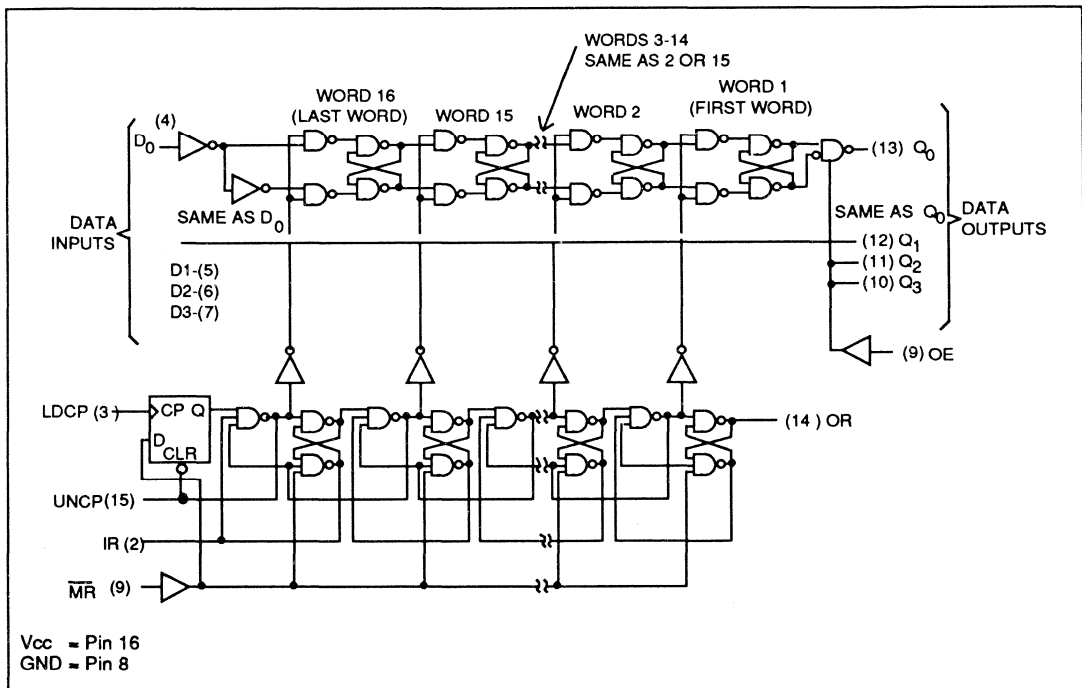 WORDS 3-14
SAME AS 2 OR 15
WORD 16
(LAST WORD)
WORD 15
WORD 2
WORD 1
(FIRST WORD)
(4)
D0
(13) Q0
SAME AS D0
SAME AS Q0
DATA
INPUTS
DATA
OUTPUTS
(12) Q1
(11) Q2
(10) Q3
D1-(5)
D2-(6)
D3-(7)
(9) OE
LDCP (3)
CP Q
D
CLR
(14) OR
UNCP(15)
IR (2)
MR (9)
Vcc = Pin 16
GND = Pin 8